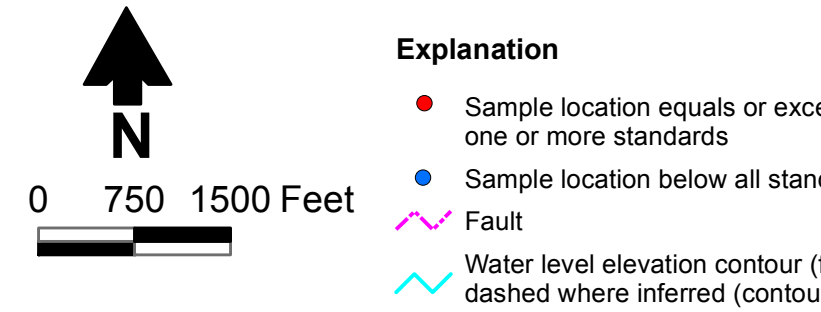 N
0 750 1500 Feet
Explanation
Sample location equals or exce
one or more standards
Sample location below all stan
Fault
Water level elevation contour (
dashed where inferred (contou